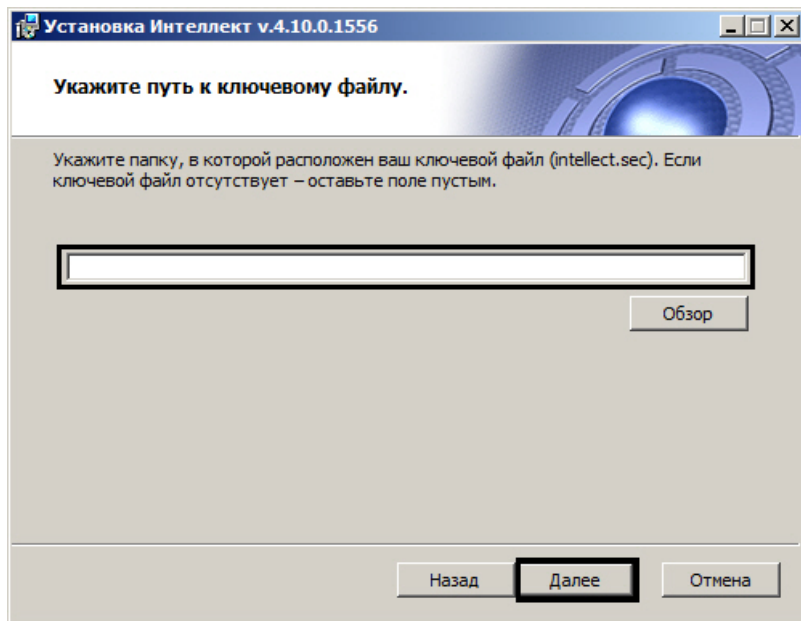 Установка Интеллект v.4.10.0.1556
Укажите путь к ключевому файлу.
Укажите папку, в которой расположен ваш ключевой файл (intellect.sec). Если
ключевой файл отсутствует – оставьте поле пустым.
Обзор
Назад Далее Отмена